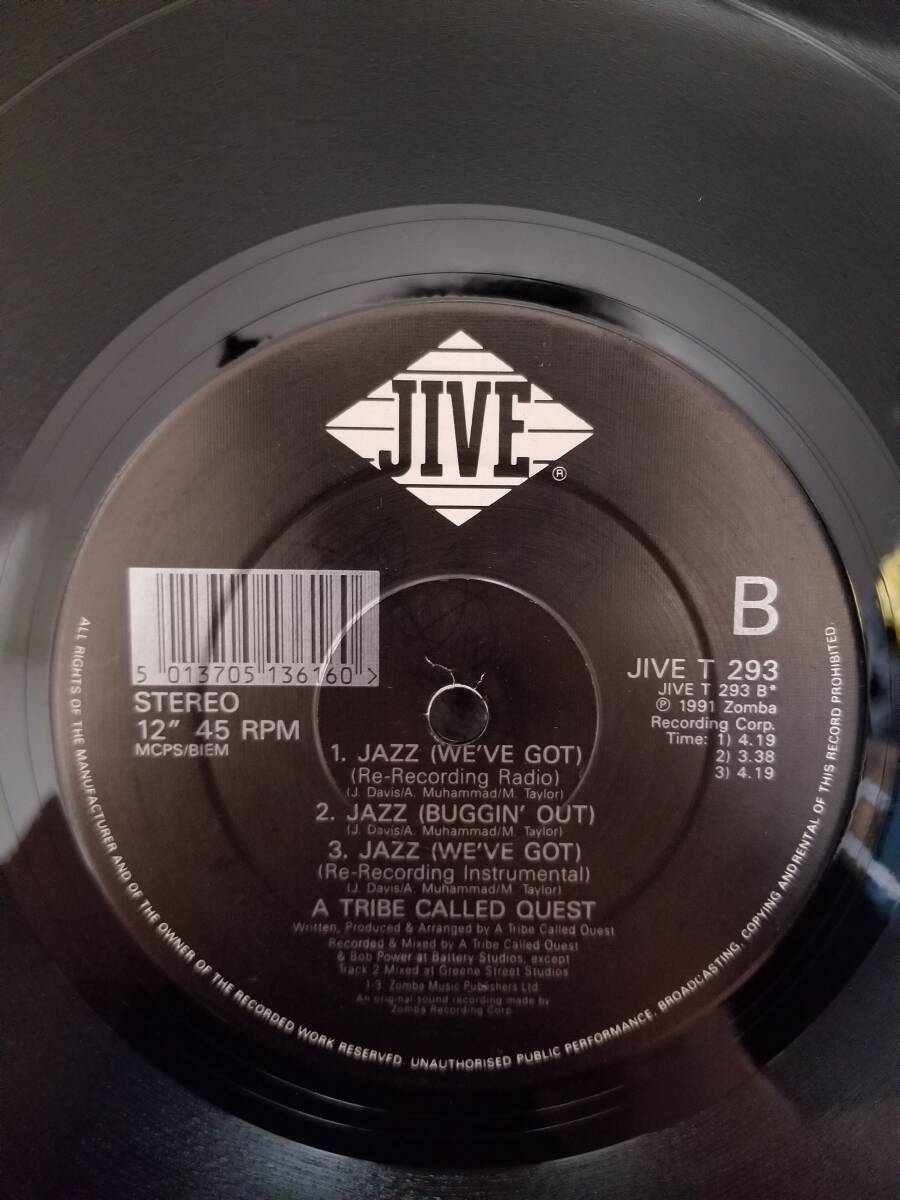 JIVE
®
B
5 013705 136160 >
STEREO
12" 45 RPM
MCPS/BIEM
JIVE T 293
JIVE T 293 B*
℗ 1991 Zomba
Recording Corp.
Time: 1) 4.19
2) 3.38
3) 4.19
1. JAZZ (WE'VE GOT)
(Re-Recording Radio)
(J. Davis/A. Muhammad/M. Taylor)
2. JAZZ (BUGGIN' OUT)
(J. Davis/A. Muhammad/M. Taylor)
3. JAZZ (WE'VE GOT)
(Re-Recording Instrumental)
(J. Davis/A. Muhammad/M. Taylor)
A TRIBE CALLED QUEST
Written, Produced & Arranged by A Tribe Called Quest
Recorded & Mixed by A Tribe Called Quest
& Bob Power at Battery Studios, except
Track 2 Mixed at Greene Street Studios
1-3. Zomba Music Publishers Ltd
An original sound recording made by
Zomba Recording Corp.
ALL RIGHTS OF THE MANUFACTURER AND OF THE OWNER OF THE RECORDED WORK RESERVED. UNAUTHORISED PUBLIC PERFORMANCE, BROADCASTING, COPYING AND RENTAL OF THIS RECORD PROHIBITED.